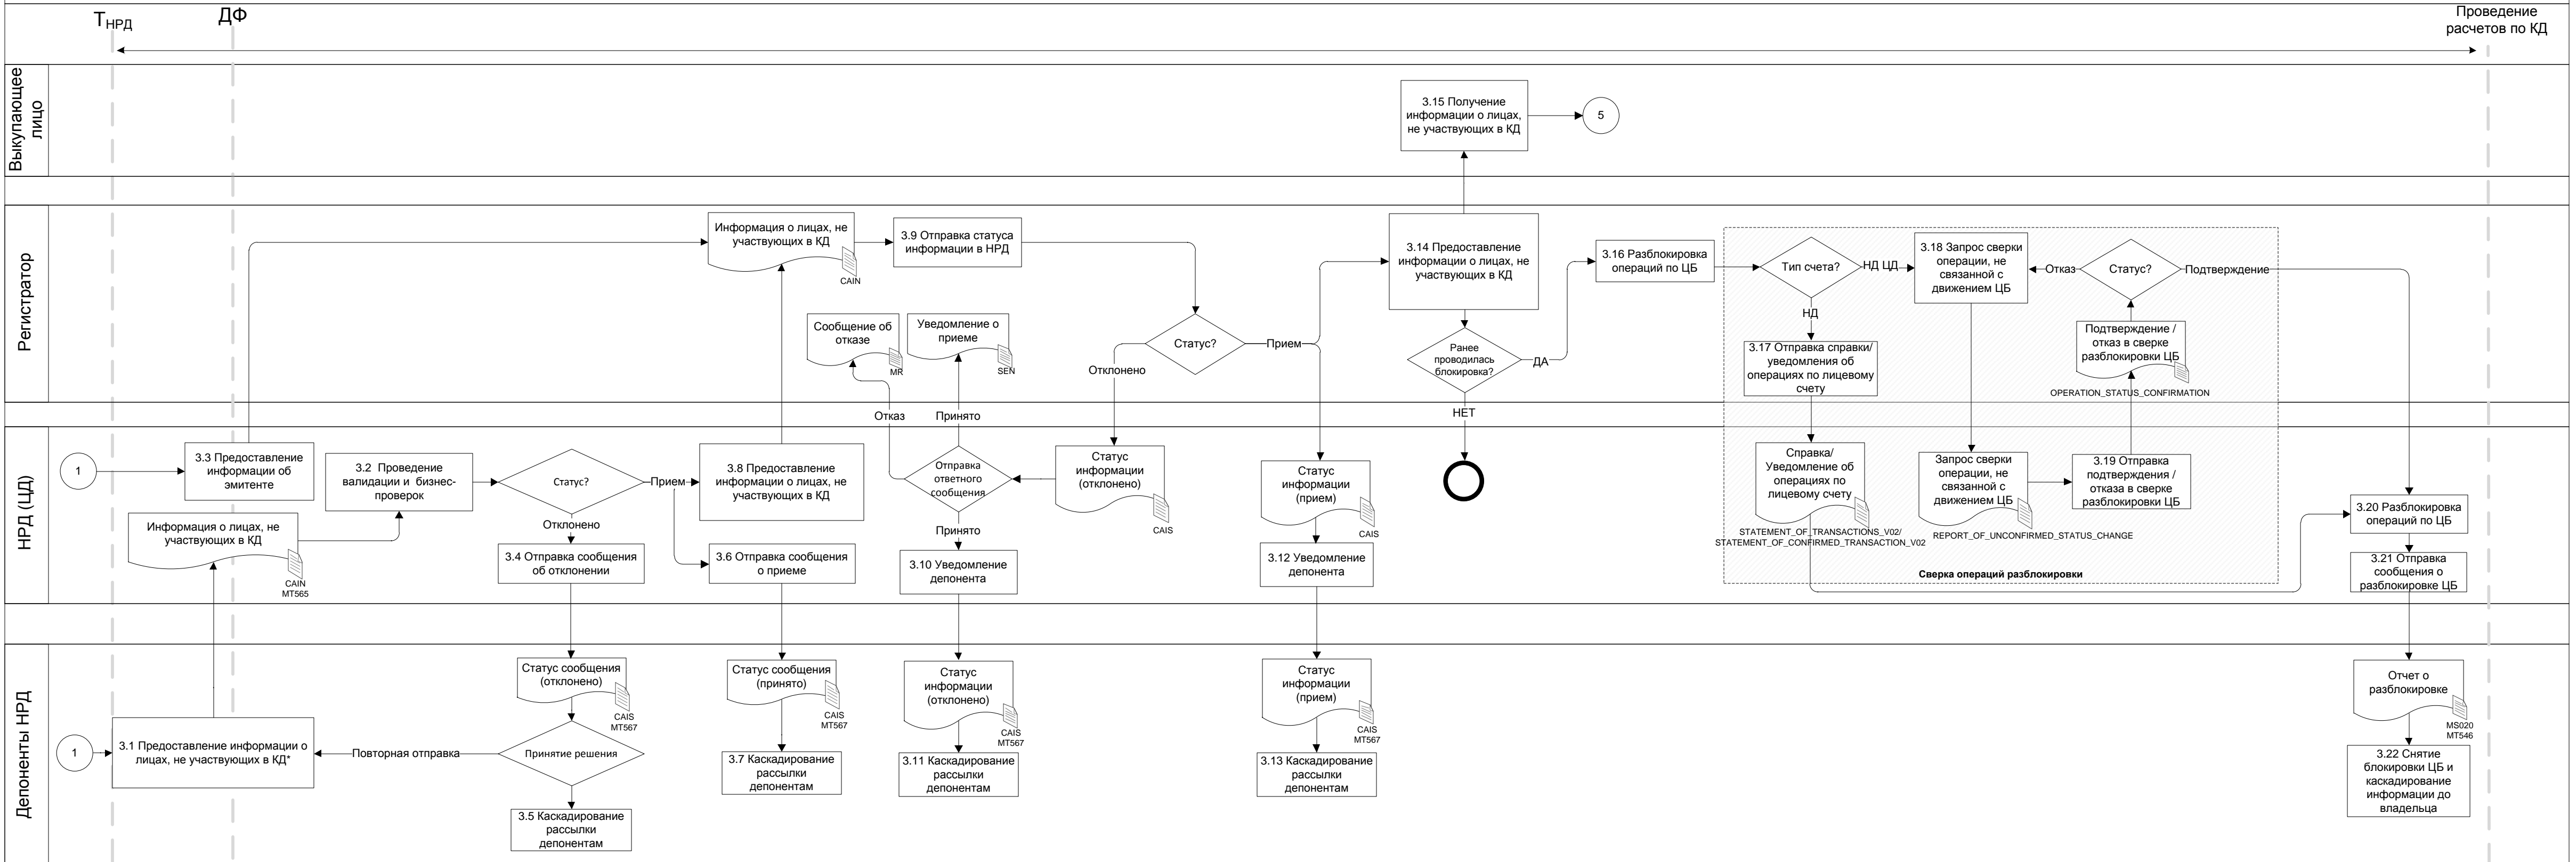 Т НРД
ДФ
Проведение
расчетов по КД
Выкупающее
лицо
3.15 Получение
информации о лицах,
не участвующих в КД
5
Регистратор
Информация о лицах, не
участвующих в КД
CAIN
3.9 Отправка статуса
информации в НРД
Сообщение об
отказе
MR
Уведомление о
приеме
SEN
Статус?
Прием
Отклонено
Отказ
Принято
3.14 Предоставление
информации о лицах, не
участвующих в КД
Ранее
проводилась
блокировка?
ДА
НЕТ
3.16 Разблокировка
операций по ЦБ
Тип счета?
НД ЦД
НД
3.17 Отправка справки/
уведомления об
операциях по лицевому
счету
3.18 Запрос сверки
операции, не
связанной с
движением ЦБ
Отказ
Статус?
Подтверждение
Подтверждение /
отказ в сверке
разблокировки ЦБ
OPERATION_STATUS_CONFIRMATION
НРД (ЦД)
1
3.3 Предоставление
информации об
эмитенте
Информация о лицах, не
участвующих в КД
CAIN
MT565
3.2 Проведение
валидации и бизнес-
проверок
Статус?
Прием
Отклонено
3.4 Отправка сообщения
об отклонении
3.8 Предоставление
информации о лицах, не
участвующих в КД
3.6 Отправка сообщения
о приеме
Отправка
ответного
сообщения
Принято
3.10 Уведомление
депонента
Статус
информации
(отклонено)
CAIS
Статус
информации
(прием)
CAIS
3.12 Уведомление
депонента
Справка/
Уведомление об
операциях по
лицевому счету
STATEMENT_OF_TRANSACTIONS_V02/
STATEMENT_OF_CONFIRMED_TRANSACTION_V02
Запрос сверки
операции, не
связанной с
движением ЦБ
REPORT_OF_UNCONFIRMED_STATUS_CHANGE
3.19 Отправка
подтверждения /
отказа в сверке
разблокировки ЦБ
Сверка операций разблокировки
3.20 Разблокировка
операций по ЦБ
3.21 Отправка
сообщения о
разблокировке ЦБ
Депоненты НРД
1
3.1 Предоставление информации о
лицах, не участвующих в КД*
Повторная отправка
Статус сообщения
(отклонено)
CAIS
MT567
Принятие решения
3.5 Каскадирование
рассылки
депонентам
Статус сообщения
(принято)
CAIS
MT567
3.7 Каскадирование
рассылки
депонентам
Статус
информации
(отклонено)
CAIS
MT567
3.11 Каскадирование
рассылки
депонентам
Статус
информации
(прием)
CAIS
MT567
3.13 Каскадирование
рассылки
депонентам
Отчет о
разблокировке
MS020
MT546
3.22 Снятие
блокировки ЦБ и
каскадирование
информации до
владельца